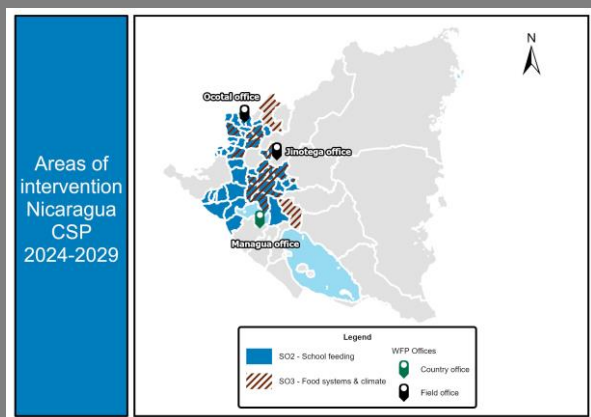 Areas of
intervention
Nicaragua
CSP
2024-2029
N
Ocotal office
Jinotega office
Managua office
Legend
SO2 - School feeding
SO3 - Food systems & climate
WFP Offices
Country office
Field office